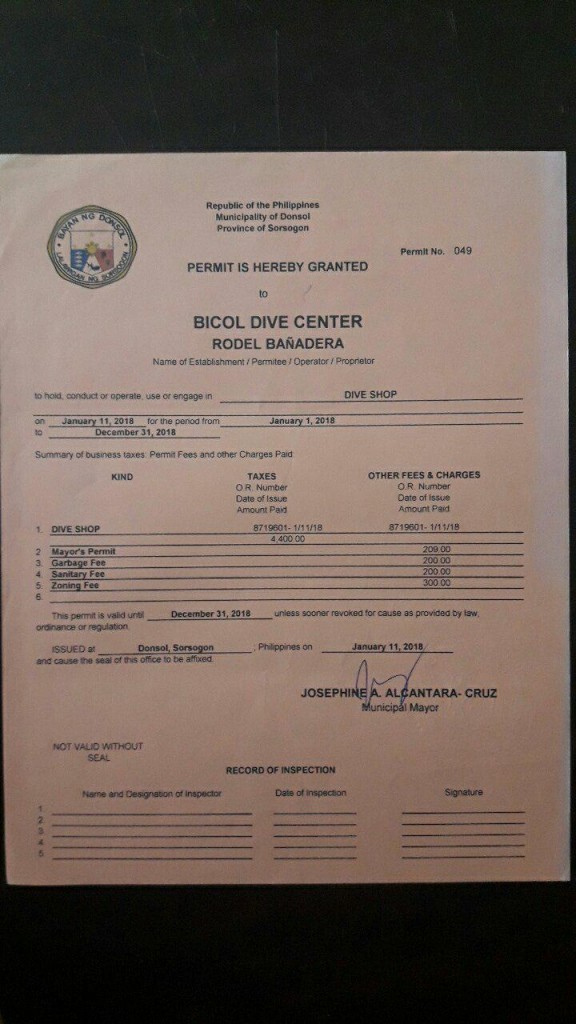 BAYAN NG DONSOL
LALAWIGAN NG SORSOGON
Republic of the Philippines
Municipality of Donsol
Province of Sorsogon
Permit No. 049
PERMIT IS HEREBY GRANTED
to
BICOL DIVE CENTER
RODEL BAÑADERA
Name of Establishment / Permitee / Operator / Proprietor
to hold, conduct or operate, use or engage in DIVE SHOP
on January 11, 2018 for the period from January 1, 2018
to December 31, 2018
Summary of business taxes: Permit Fees and other Charges Paid:
KIND TAXES OTHER FEES & CHARGES
O.R. Number O.R. Number
Date of Issue Date of Issue
Amount Paid Amount Paid
1. DIVE SHOP 8719601- 1/11/18 8719601- 1/11/18
4,400.00
2 Mayor's Permit 209.00
3. Garbage Fee 200.00
4. Sanitary Fee 200.00
5. Zoning Fee 300.00
6.
This permit is valid until December 31, 2018 unless sooner revoked for cause as provided by law,
ordinance or regulation.
ISSUED at Donsol, Sorsogon ; Philippines on January 11, 2018
and cause the seal of this office to be affixed.
JOSEPHINE A. ALCANTARA- CRUZ
Municipal Mayor
NOT VALID WITHOUT
SEAL
RECORD OF INSPECTION
Name and Designation of Inspector Date of Inspection Signature
1.
2.
3.
4.
5.